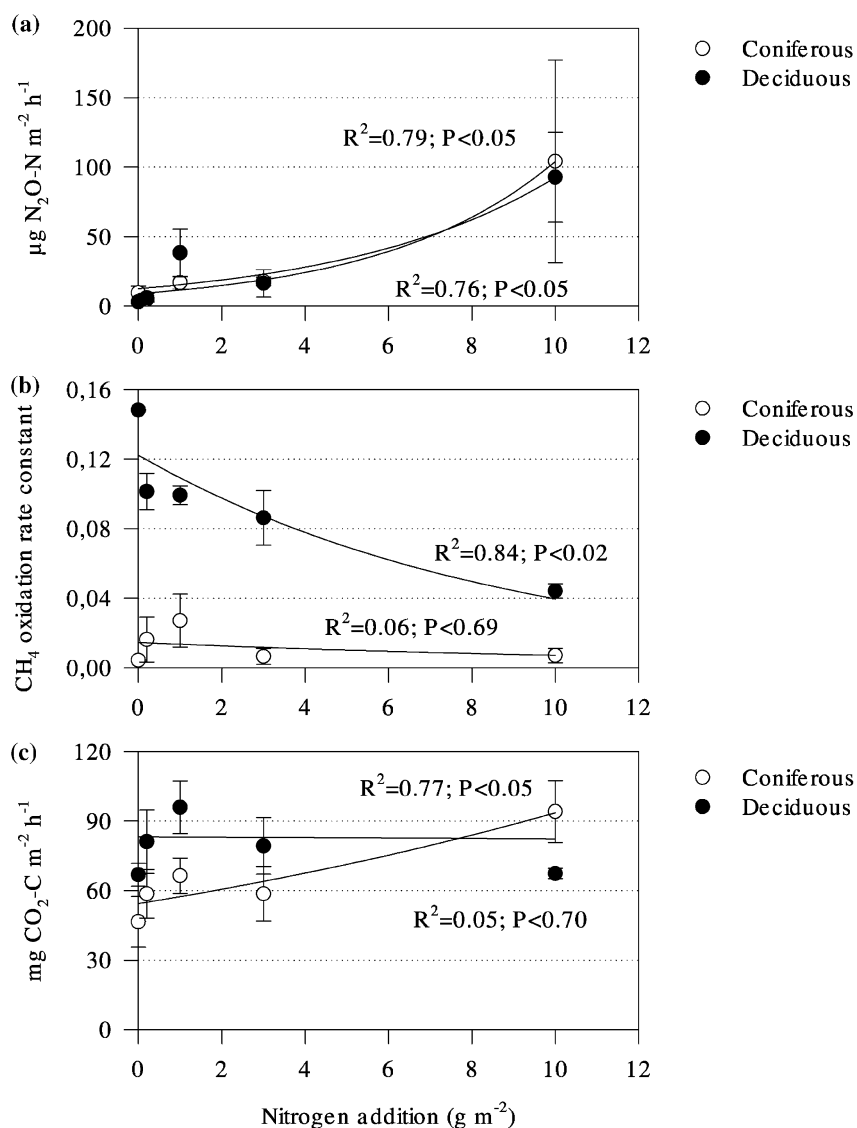 (a)
200
150
100
50
0
µg N₂O-N m⁻² h⁻¹
R²=0.79; P<0.05
R²=0.76; P<0.05
0 2 4 6 8 10 12
Coniferous
Deciduous
(b)
0,16
0,12
0,08
0,04
0,00
CH₄ oxidation rate constant
R²=0.84; P<0.02
R²=0.06; P<0.69
0 2 4 6 8 10 12
Coniferous
Deciduous
(c)
120
90
60
30
0
mg CO₂-C m⁻² h⁻¹
R²=0.77; P<0.05
R²=0.05; P<0.70
0 2 4 6 8 10 12
Coniferous
Deciduous
Nitrogen addition (g m⁻²)